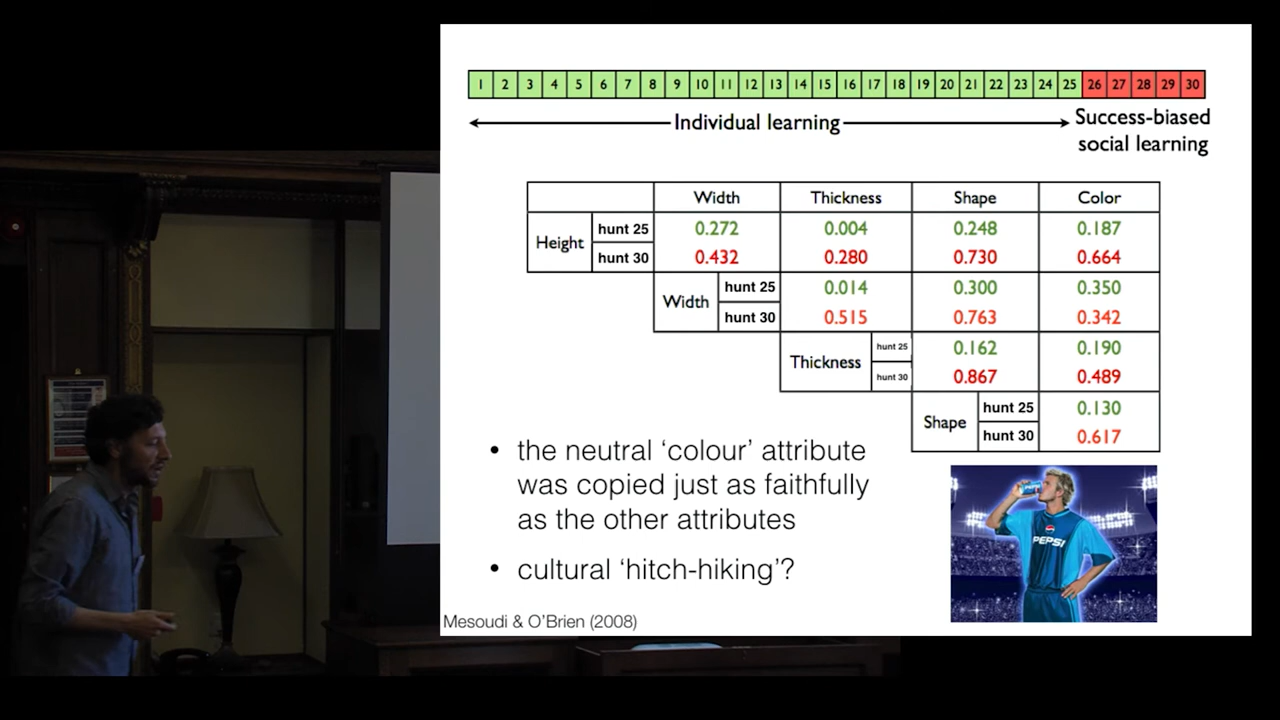 1 2 3 4 5 6 7 8 9 10 11 12 13 14 15 16 17 18 19 20 21 22 23 24 25 26 27 28 29 30
Individual learning
Success-biased
social learning
Width Thickness Shape Color
Height hunt 25 0.272 0.004 0.248 0.187
hunt 30 0.432 0.280 0.730 0.664
Width hunt 25 0.014 0.300 0.350
hunt 30 0.515 0.763 0.342
Thickness hunt 25 0.162 0.190
hunt 30 0.867 0.489
Shape hunt 25 0.130
hunt 30 0.617
• the neutral ‘colour’ attribute
was copied just as faithfully
as the other attributes
• cultural ‘hitch-hiking’?
PEPSI
Mesoudi & O’Brien (2008)